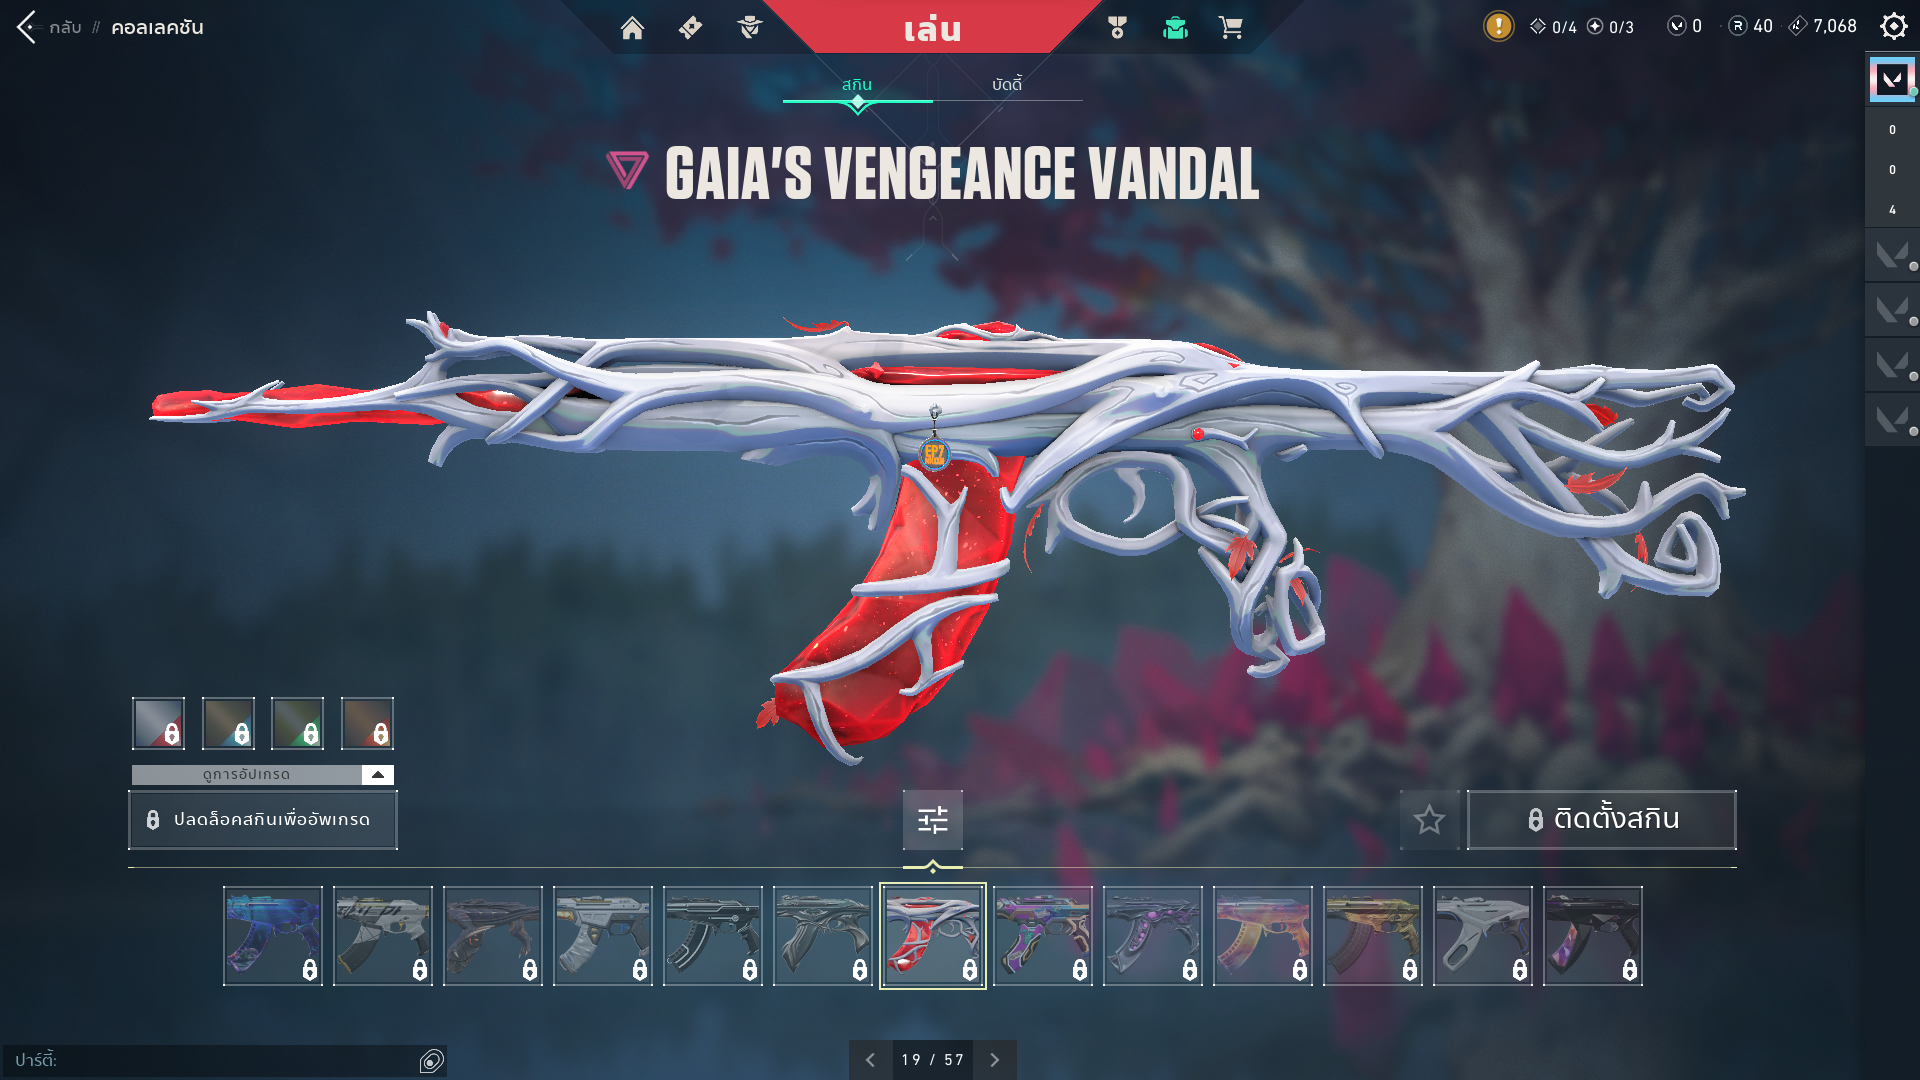 กลับ // คอลเลคชัน
เล่น
0/4 0/3 0 R 40 7,068
สกิน บัดดี้
GAIA'S VENGEANCE VANDAL
0
0
4
EP7
ดูการอัปเกรด
ปลดล็อคสกินเพื่ออัพเกรด
ติดตั้งสกิน
ปาร์ตี้:
19 / 57